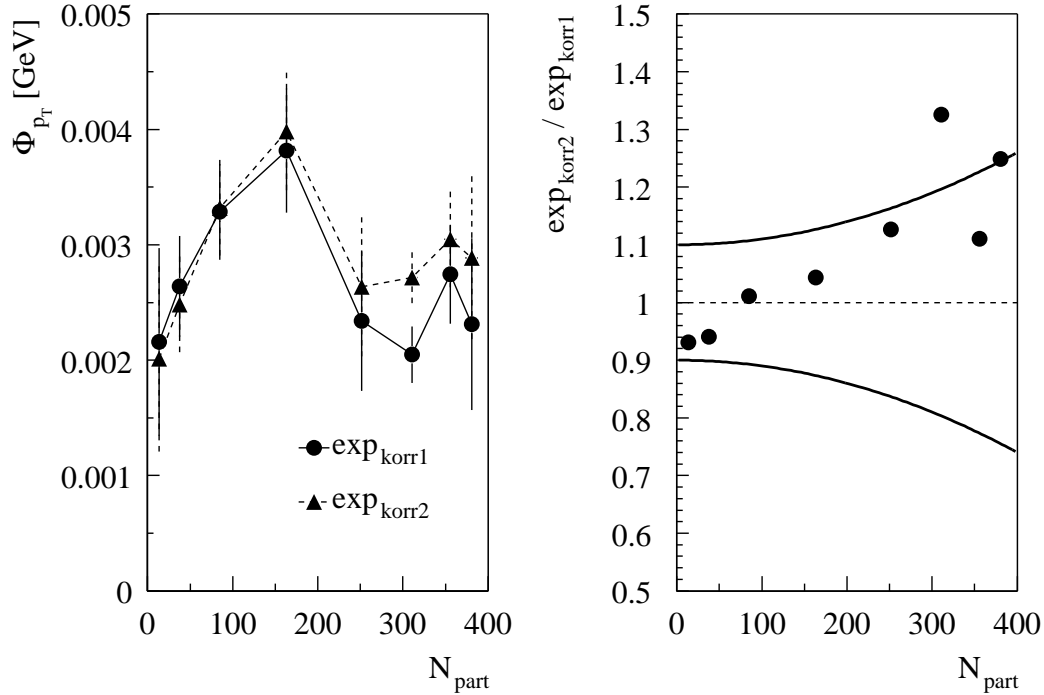 Φ_pT [GeV]
0.005
0.004
0.003
0.002
0.001
0
exp_korr1
exp_korr2
0 100 200 300 400
N_part
exp_korr2 / exp_korr1
1.5
1.4
1.3
1.2
1.1
1
0.9
0.8
0.7
0.6
0.5
0 100 200 300 400
N_part